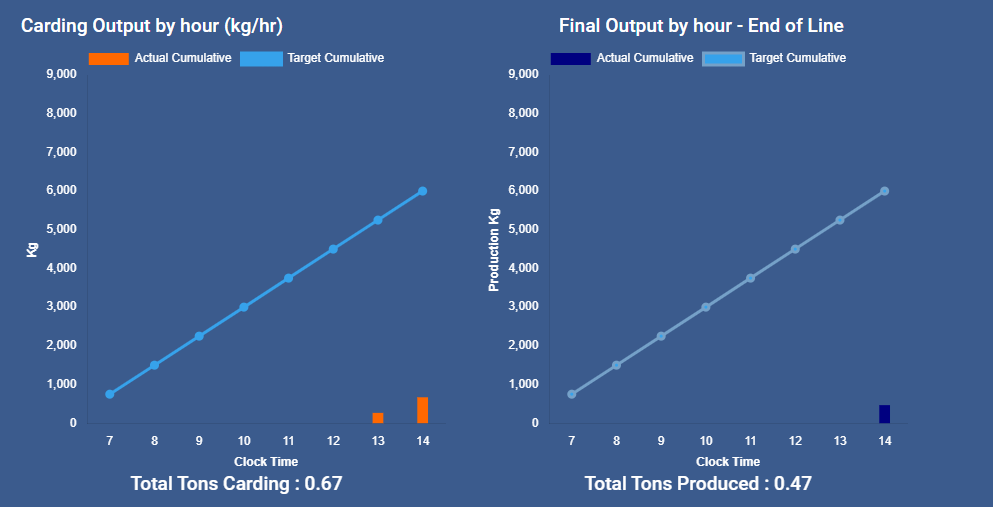 Carding Output by hour (kg/hr)
Actual Cumulative
Target Cumulative
9,000
8,000
7,000
6,000
5,000
4,000
3,000
2,000
1,000
0
Kg
7 8 9 10 11 12 13 14
Clock Time
Total Tons Carding : 0.67
Final Output by hour - End of Line
Actual Cumulative
Target Cumulative
9,000
8,000
7,000
6,000
5,000
4,000
3,000
2,000
1,000
0
Production Kg
7 8 9 10 11 12 13 14
Clock Time
Total Tons Produced : 0.47